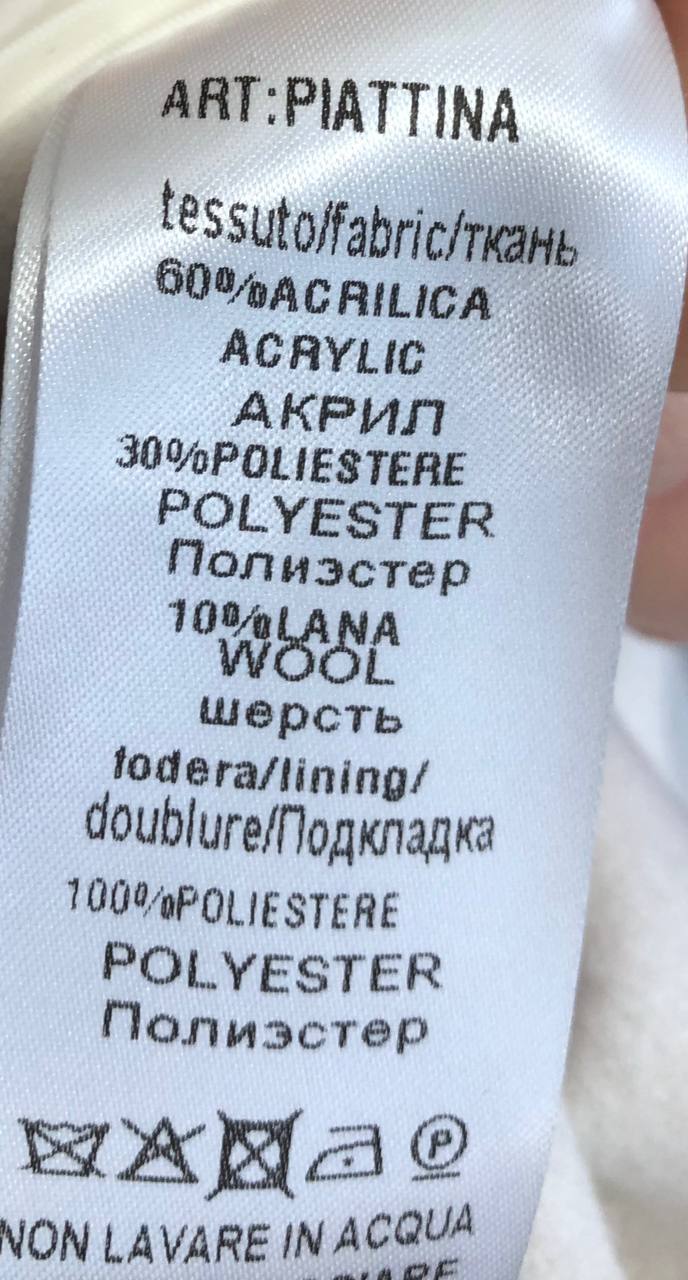 ART:PIATTINA
tessuto/fabric/ткань
60%ACRILICA
ACRYLIC
АКРИЛ
30%POLIESTERE
POLYESTER
Полиэстер
10%LANA
WOOL
шерсть
fodera/lining/
doublure/Подкладка
100%POLIESTERE
POLYESTER
Полиэстер
P
NON LAVARE IN ACQUA